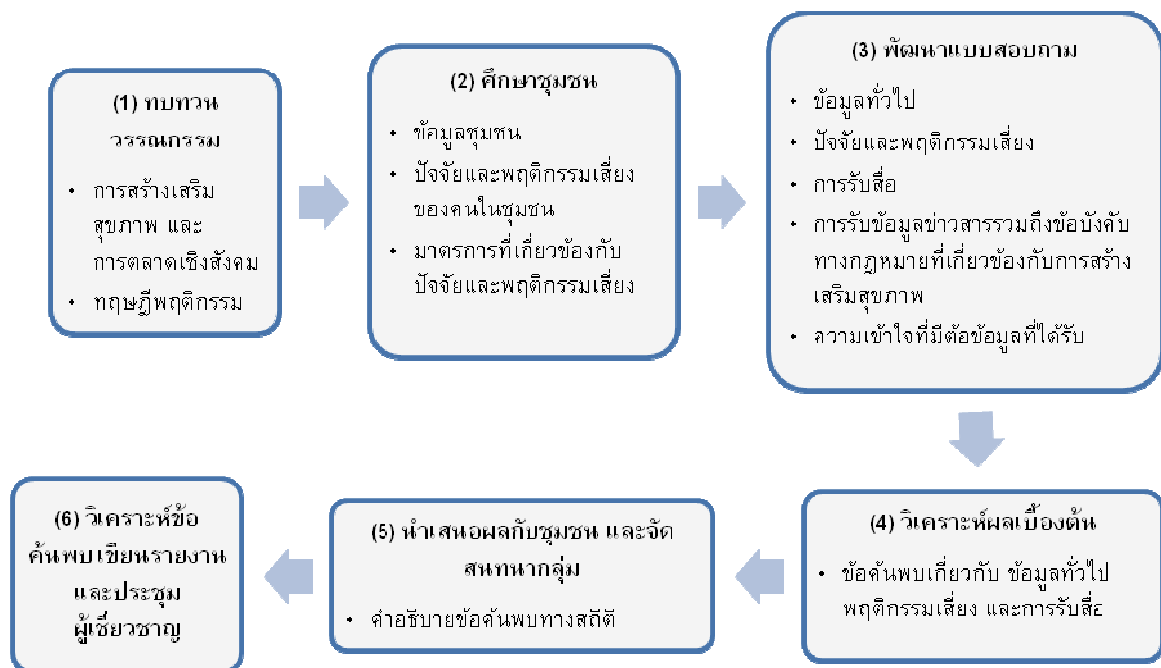 (1) ทบทวน
วรรณกรรม
• การสร้างเสริม
สุขภาพ และ
การตลาดเชิงสังคม
• ทฤษฎีพฤติกรรม
(2) ศึกษาชุมชน
• ข้อมูลชุมชน
• ปัจจัยและพฤติกรรมเสี่ยง
ของคนในชุมชน
• มาตรการที่เกี่ยวข้องกับ
ปัจจัยและพฤติกรรมเสี่ยง
(3) พัฒนาแบบสอบถาม
• ข้อมูลทั่วไป
• ปัจจัยและพฤติกรรมเสี่ยง
• การรับสื่อ
• การรับข้อมูลข่าวสารรวมถึงข้อบังคับ
ทางกฎหมายที่เกี่ยวข้องกับการสร้าง
เสริมสุขภาพ
• ความเข้าใจที่มีต่อข้อมูลที่ได้รับ
(4) วิเคราะห์ผลเบื้องต้น
• ข้อค้นพบเกี่ยวกับ ข้อมูลทั่วไป
พฤติกรรมเสี่ยง และการรับสื่อ
(5) นำเสนอผลกับชุมชน และจัด
สนทนากลุ่ม
• คำอธิบายข้อค้นพบทางสถิติ
(6) วิเคราะห์ข้อ
ค้นพบ เขียนรายงาน
และประชุม
ผู้เชี่ยวชาญ